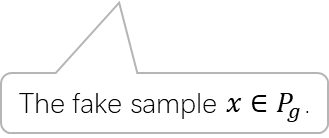 The fake sample x ∈ P_g.